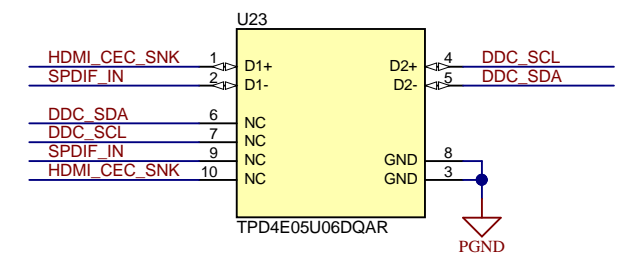 U23
HDMI_CEC_SNK 1 D1+ D2+ 4 DDC_SCL
SPDIF_IN 2 D1- D2- 5 DDC_SDA
DDC_SDA 6 NC
DDC_SCL 7 NC
SPDIF_IN 9 NC GND 8
HDMI_CEC_SNK 10 NC GND 3
TPD4E05U06DQAR
PGND